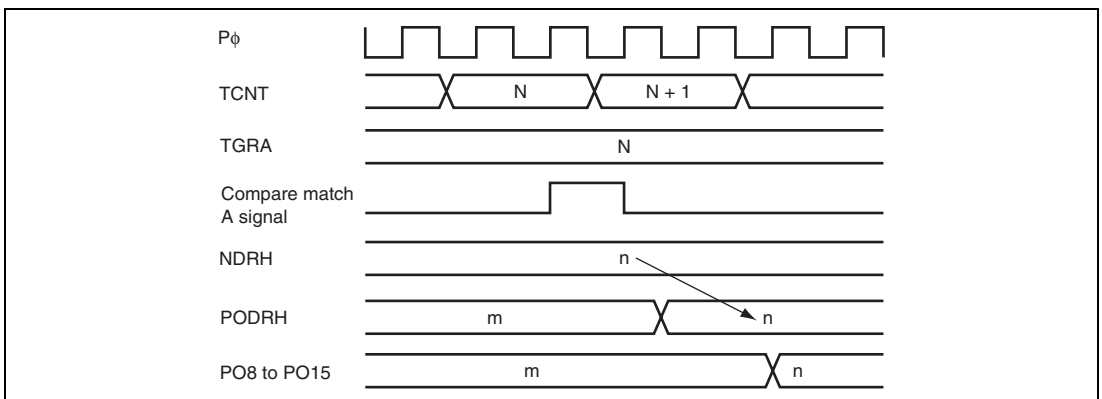 Pϕ
TCNT N N + 1
TGRA N
Compare match
A signal
NDRH n
PODRH m n
PO8 to PO15 m n